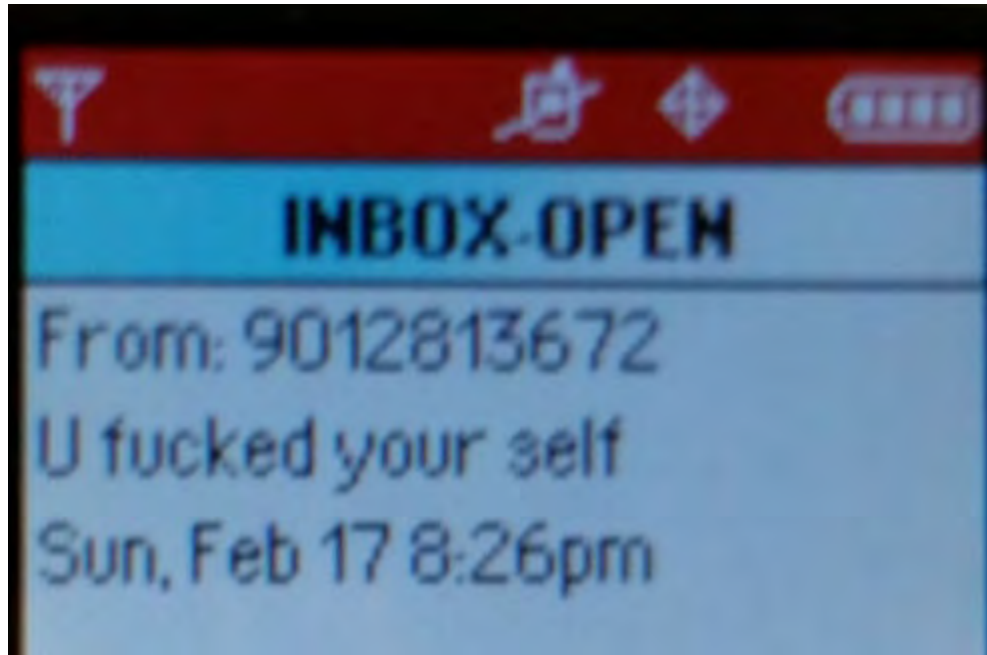 INBOX-OPEN
From: 9012813672
U fucked your self
Sun, Feb 17 8:26pm